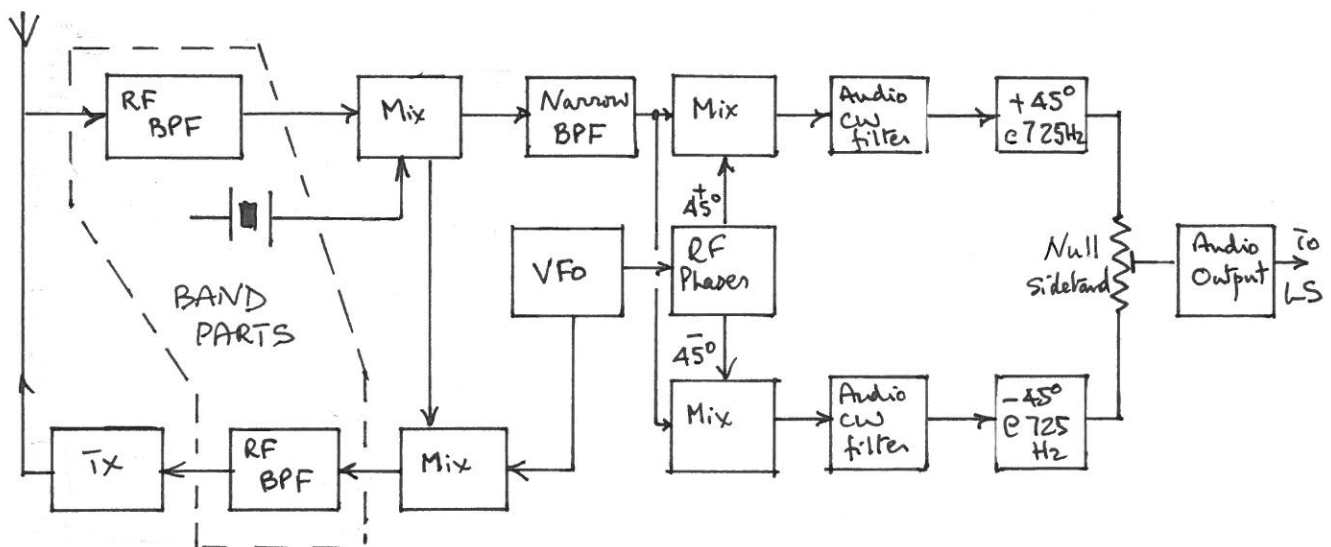 RF
BPF
Mix
Narrow
BPF
Mix
Audio
CW
filter
+45°
@725Hz
+
45°
VFO
RF
Phaser
Null
sideband
Audio
Output
To
LS
BAND
PARTS
-
45°
Tx
RF
BPF
Mix
Mix
Audio
CW
filter
-45°
@725
Hz